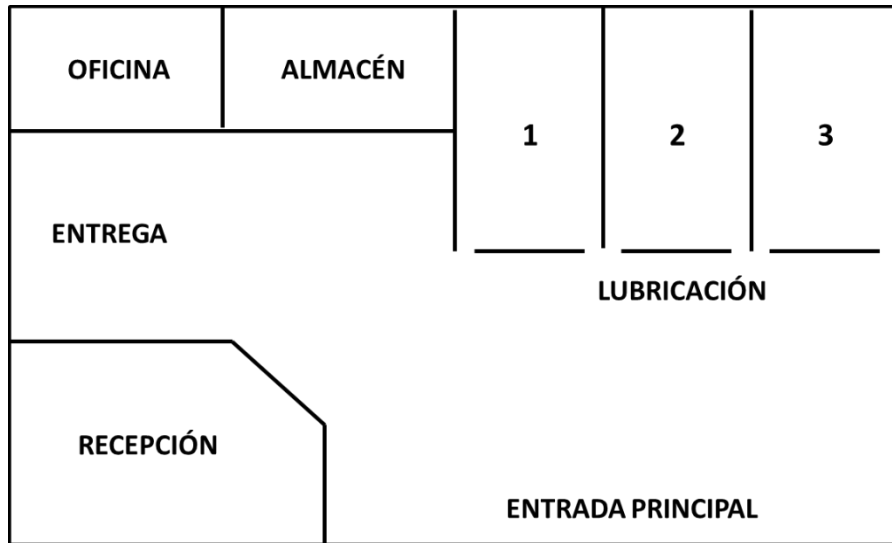 OFICINA
ALMACÉN
1
2
3
ENTREGA
LUBRICACIÓN
RECEPCIÓN
ENTRADA PRINCIPAL